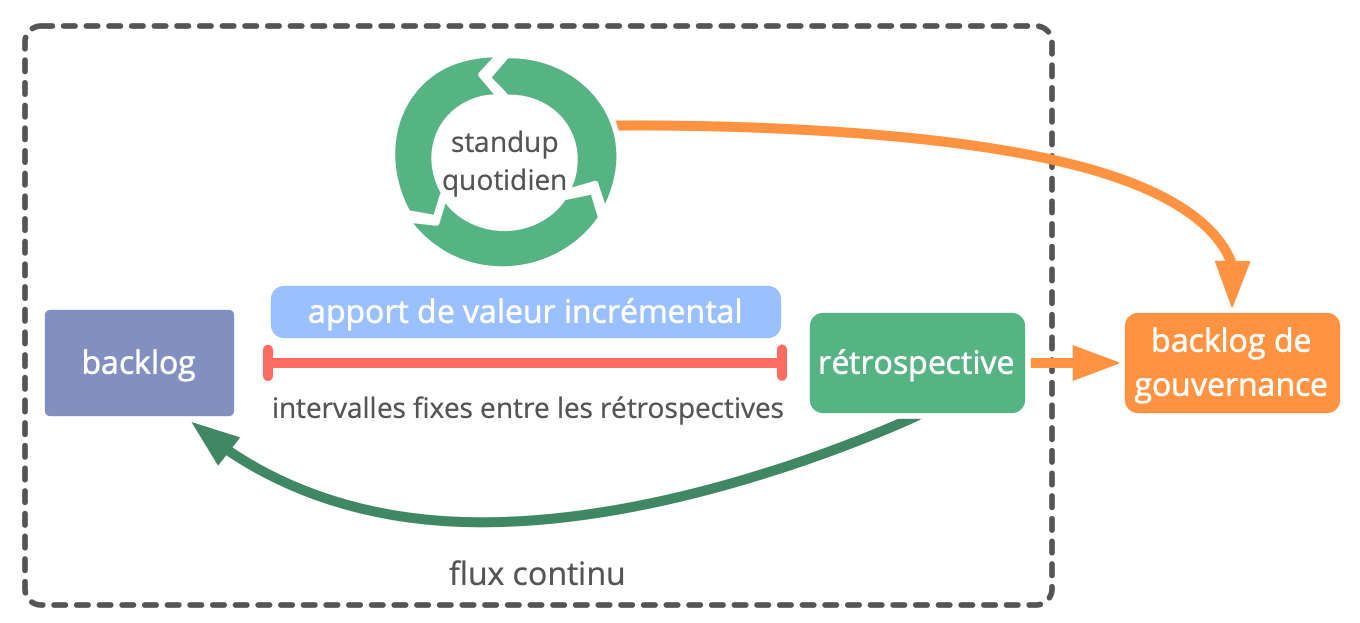 standup
quotidien
apport de valeur incrémental
backlog
intervalles fixes entre les rétrospectives
rétrospective
backlog de
gouvernance
flux continu